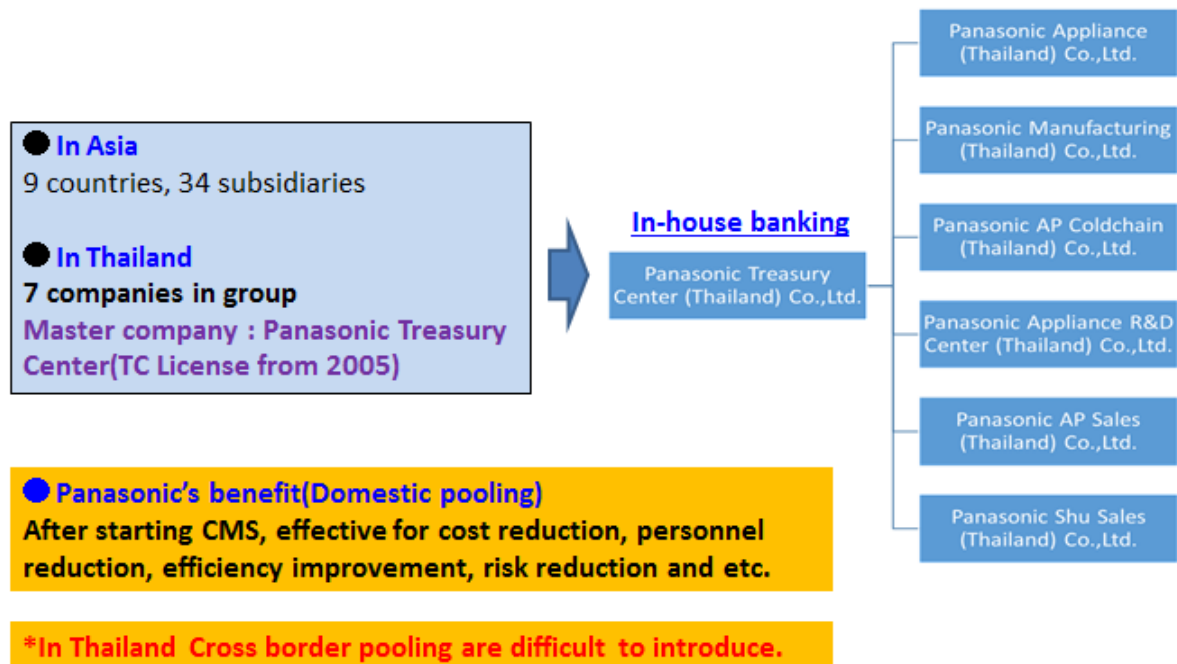 ● In Asia
9 countries, 34 subsidiaries
● In Thailand
7 companies in group
Master company : Panasonic Treasury
Center(TC License from 2005)
In-house banking
Panasonic Treasury
Center (Thailand) Co.,Ltd.
Panasonic Appliance
(Thailand) Co.,Ltd.
Panasonic Manufacturing
(Thailand) Co.,Ltd.
Panasonic AP Coldchain
(Thailand) Co.,Ltd.
Panasonic Appliance R&D
Center (Thailand) Co.,Ltd.
Panasonic AP Sales
(Thailand) Co.,Ltd.
Panasonic Shu Sales
(Thailand) Co.,Ltd.
● Panasonic's benefit(Domestic pooling)
After starting CMS, effective for cost reduction, personnel
reduction, efficiency improvement, risk reduction and etc.
*In Thailand Cross border pooling are difficult to introduce.